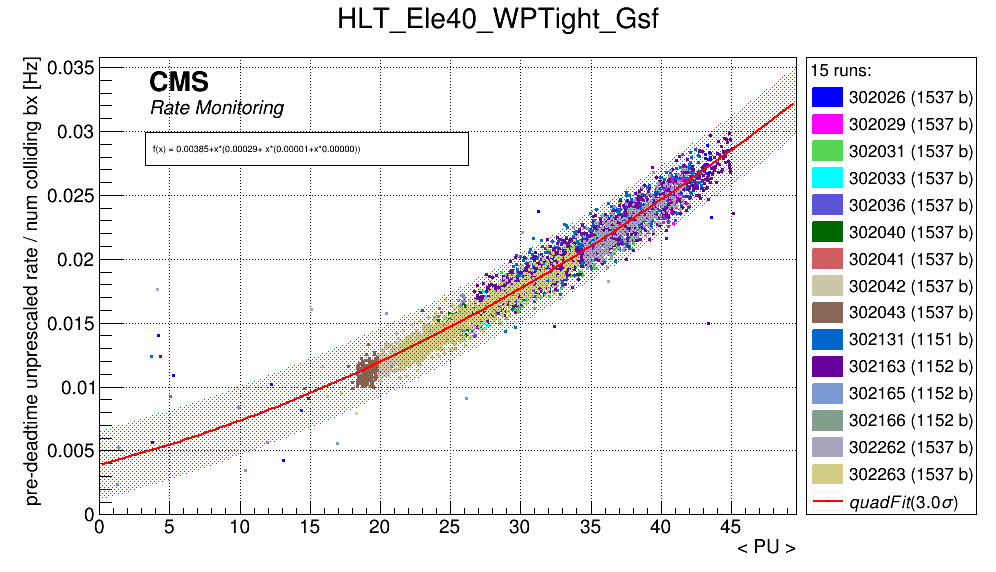 HLT_Ele40_WPTight_Gsf
pre-deadtime unprescaled rate / num colliding bx [Hz]
0.035
0.03
0.025
0.02
0.015
0.01
0.005
0
CMS
Rate Monitoring
f(x) = 0.00385+x*(0.00029+ x*(0.00001+x*0.00000))
0 5 10 15 20 25 30 35 40 45
< PU >
15 runs:
302026 (1537 b)
302029 (1537 b)
302031 (1537 b)
302033 (1537 b)
302036 (1537 b)
302040 (1537 b)
302041 (1537 b)
302042 (1537 b)
302043 (1537 b)
302131 (1151 b)
302163 (1152 b)
302165 (1152 b)
302166 (1152 b)
302262 (1537 b)
302263 (1537 b)
quadFit(3.0σ)